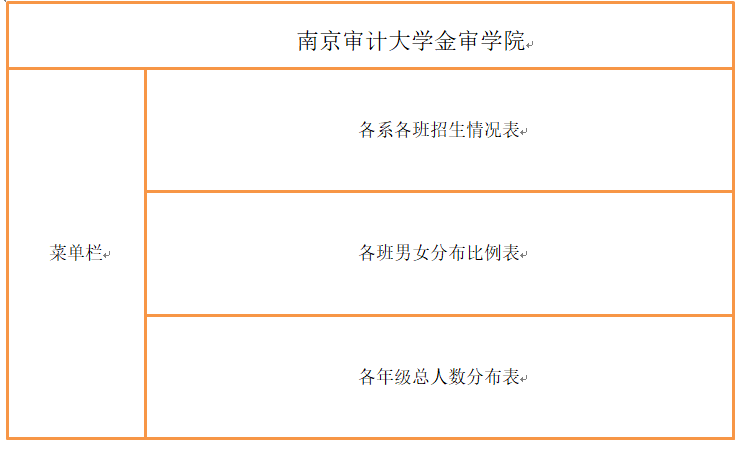 南京审计大学金审学院
各系各班招生情况表
菜单栏
各班男女分布比例表
各年级总人数分布表